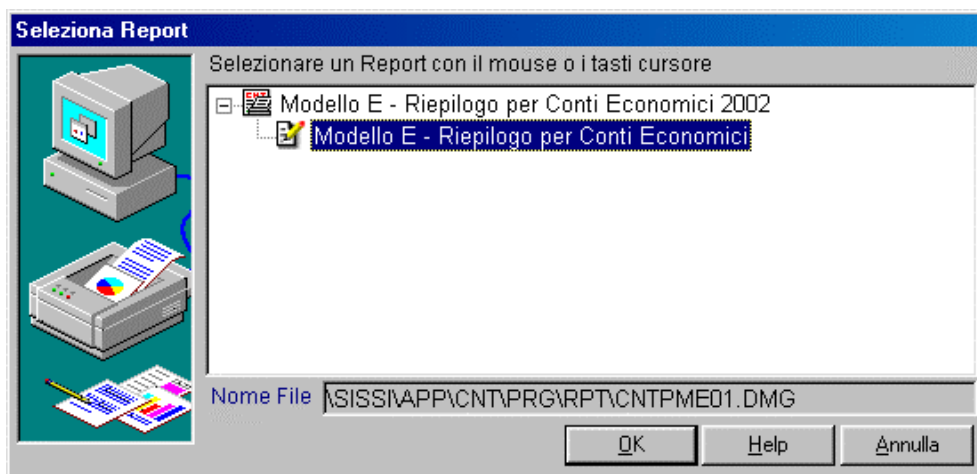 Seleziona Report
Selezionare un Report con il mouse o i tasti cursore
Modello E - Riepilogo per Conti Economici 2002
Modello E - Riepilogo per Conti Economici
Nome File \SISSI\APP\CNT\PRG\RPT\CNTPME01.DMG
OK Help Annulla